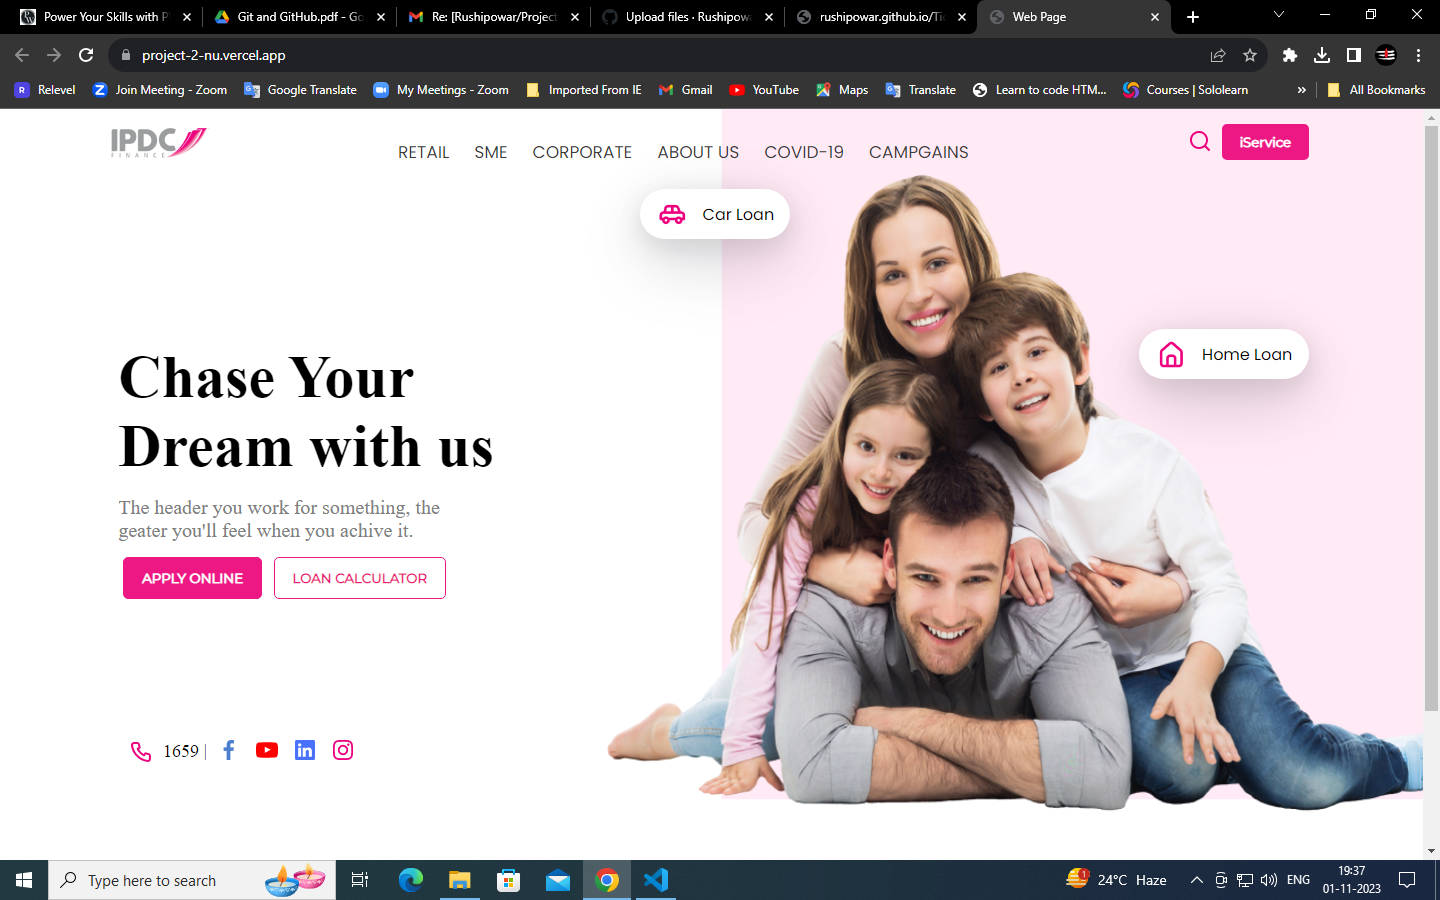 Power Your Skills with P
Git and GitHub.pdf - Go
Re: [Rushipowar/Project
Upload files · Rushipowa
rushipowar.github.io/Tic
Web Page
project-2-nu.vercel.app
Relevel
Join Meeting - Zoom
Google Translate
My Meetings - Zoom
Imported From IE
Gmail
YouTube
Maps
Translate
Learn to code HTM...
Courses | Sololearn
»
All Bookmarks
IPDC
FINANCE
RETAIL
SME
CORPORATE
ABOUT US
COVID-19
CAMPGAINS
iService
Car Loan
Home Loan
Chase Your
Dream with us
The header you work for something, the
geater you'll feel when you achive it.
APPLY ONLINE
LOAN CALCULATOR
1659 |
Type here to search
1
24°C Haze
ENG
19:37
01-11-2023